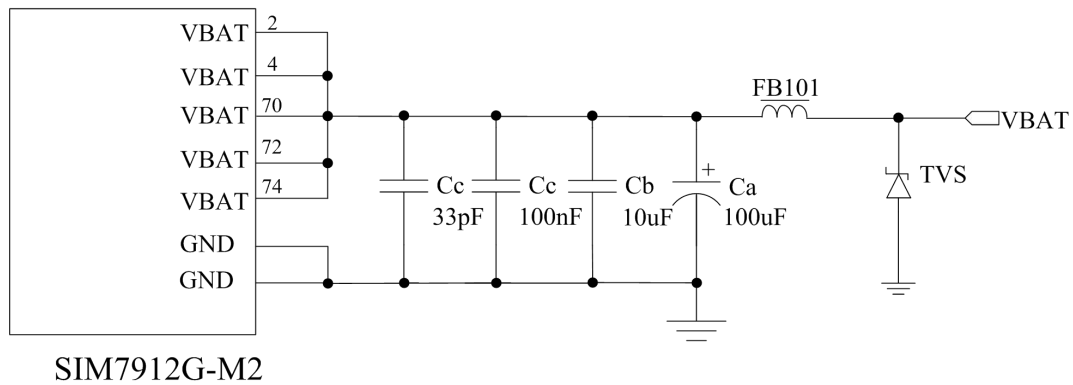 VBAT 2
VBAT 4
VBAT 70
VBAT 72
VBAT 74
GND
GND
FB101
VBAT
TVS
+
Cc
33pF
Cc
100nF
Cb
10uF
Ca
100uF
SIM7912G-M2